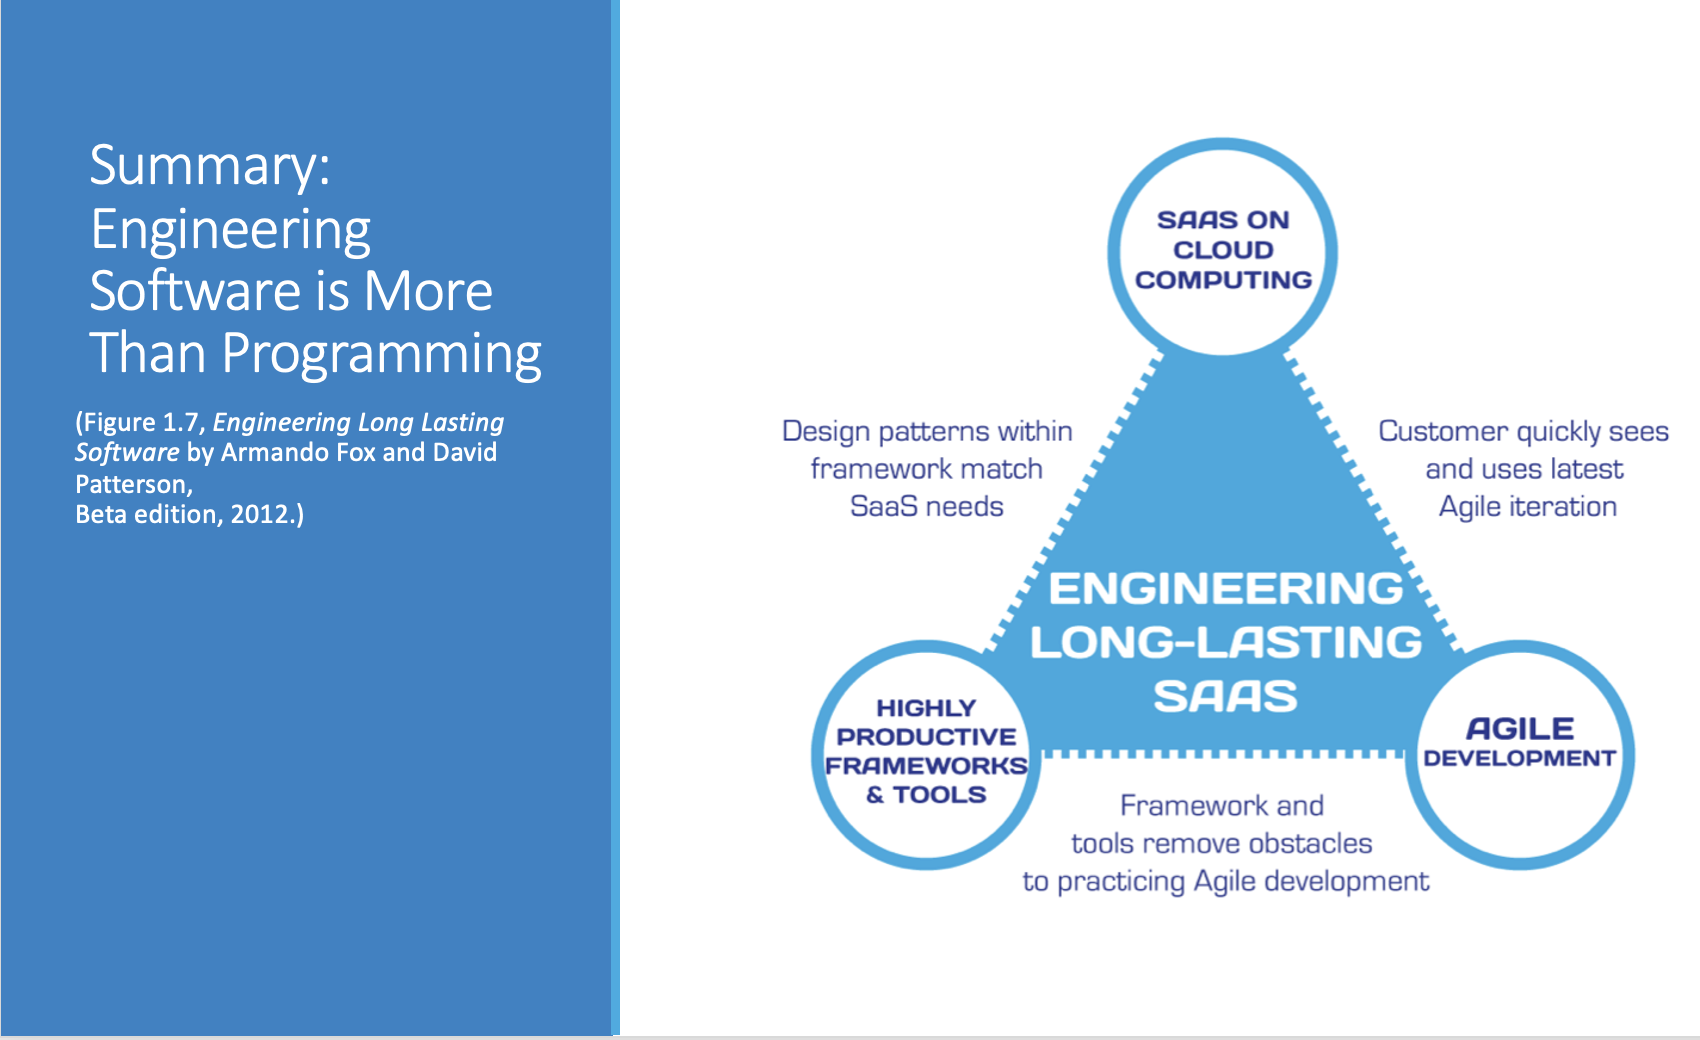 Summary:
Engineering
Software is More
Than Programming
(Figure 1.7, Engineering Long Lasting
Software by Armando Fox and David
Patterson,
Beta edition, 2012.)
SAAS ON
CLOUD
COMPUTING
Design patterns within
framework match
SaaS needs
Customer quickly sees
and uses latest
Agile iteration
ENGINEERING
LONG-LASTING
SAAS
HIGHLY
PRODUCTIVE
FRAMEWORKS
& TOOLS
AGILE
DEVELOPMENT
Framework and
tools remove obstacles
to practicing Agile development